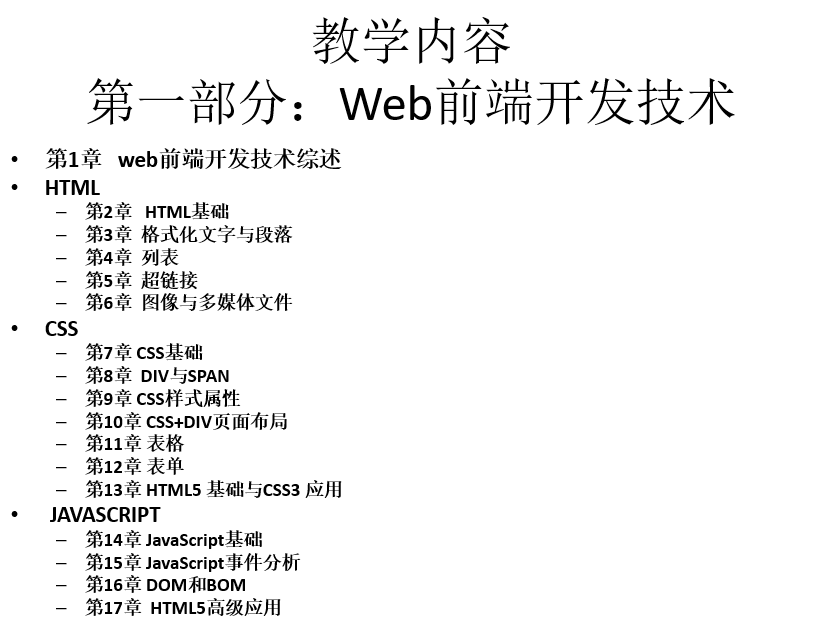 教学内容
第一部分：Web前端开发技术
• 第1章 web前端开发技术综述
• HTML
– 第2章 HTML基础
– 第3章 格式化文字与段落
– 第4章 列表
– 第5章 超链接
– 第6章 图像与多媒体文件
• CSS
– 第7章 CSS基础
– 第8章 DIV与SPAN
– 第9章 CSS样式属性
– 第10章 CSS+DIV页面布局
– 第11章 表格
– 第12章 表单
– 第13章 HTML5 基础与CSS3 应用
• JAVASCRIPT
– 第14章 JavaScript基础
– 第15章 JavaScript事件分析
– 第16章 DOM和BOM
– 第17章 HTML5高级应用